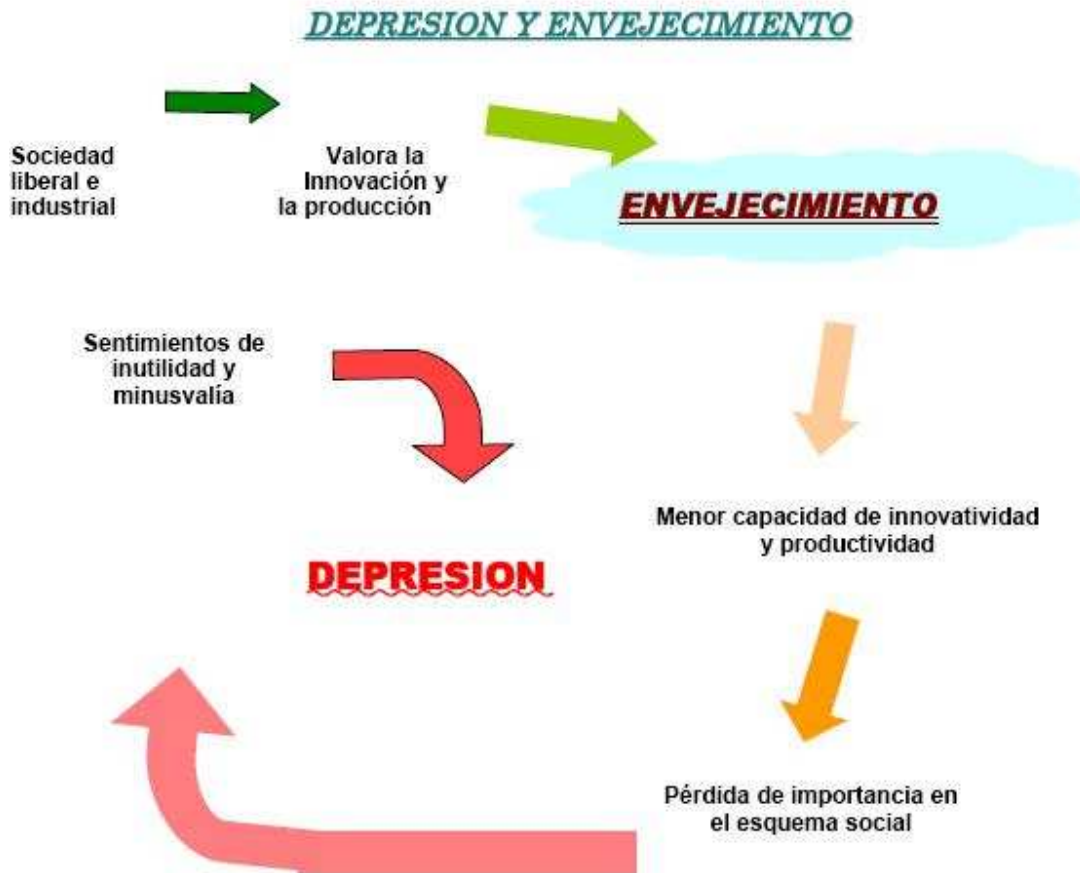 DEPRESION Y ENVEJECIMIENTO
Sociedad
liberal e
industrial
Valora la
Innovación y
la producción
ENVEJECIMIENTO
Sentimientos de
inutilidad y
minusvalía
Menor capacidad de innovatividad
y productividad
DEPRESION
Pérdida de importancia en
el esquema social